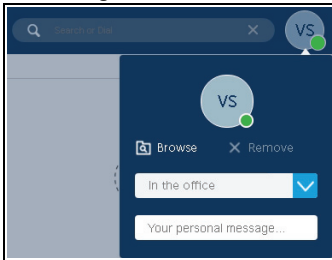 Search or Dial
VS
VS
Browse Remove
In the office
Your personal message...